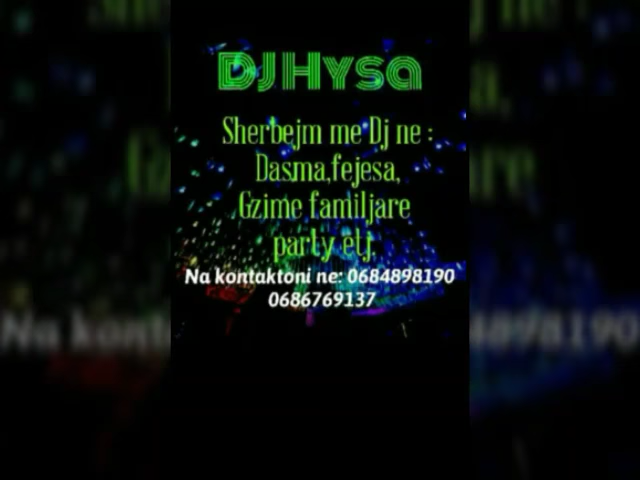 DJ Hysa
Sherbejm me Dj ne :
Dasma,fejesa,
Gzime familjare
party etj.
Na kontaktoni ne: 0684898190
0686769137